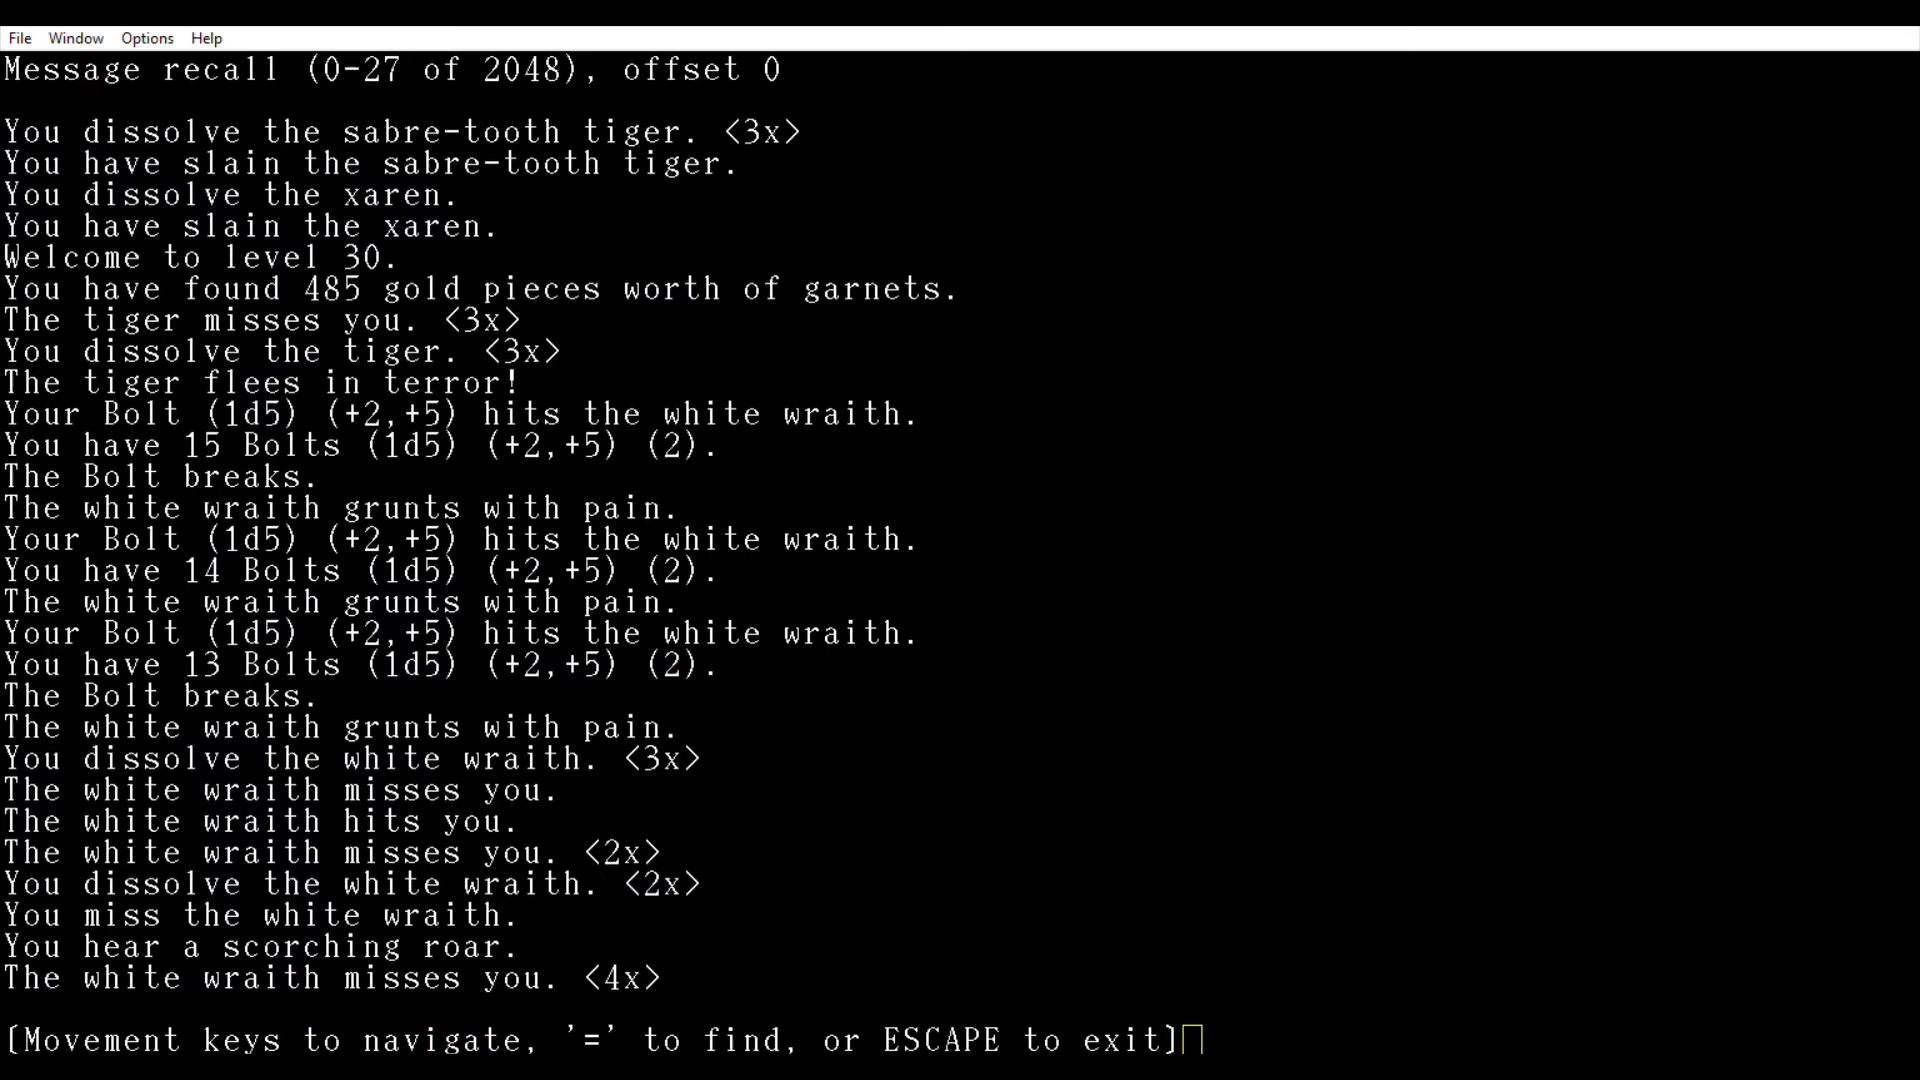 File Window Options Help
Message recall (0-27 of 2048), offset 0
You dissolve the sabre-tooth tiger. <3x>
You have slain the sabre-tooth tiger.
You dissolve the xaren.
You have slain the xaren.
Welcome to level 30.
You have found 485 gold pieces worth of garnets.
The tiger misses you. <3x>
You dissolve the tiger. <3x>
The tiger flees in terror!
Your Bolt (1d5) (+2,+5) hits the white wraith.
You have 15 Bolts (1d5) (+2,+5) (2).
The Bolt breaks.
The white wraith grunts with pain.
Your Bolt (1d5) (+2,+5) hits the white wraith.
You have 14 Bolts (1d5) (+2,+5) (2).
The white wraith grunts with pain.
Your Bolt (1d5) (+2,+5) hits the white wraith.
You have 13 Bolts (1d5) (+2,+5) (2).
The Bolt breaks.
The white wraith grunts with pain.
You dissolve the white wraith. <3x>
The white wraith misses you.
The white wraith hits you.
The white wraith misses you. <2x>
You dissolve the white wraith. <2x>
You miss the white wraith.
You hear a scorching roar.
The white wraith misses you. <4x>
[Movement keys to navigate, '=' to find, or ESCAPE to exit]